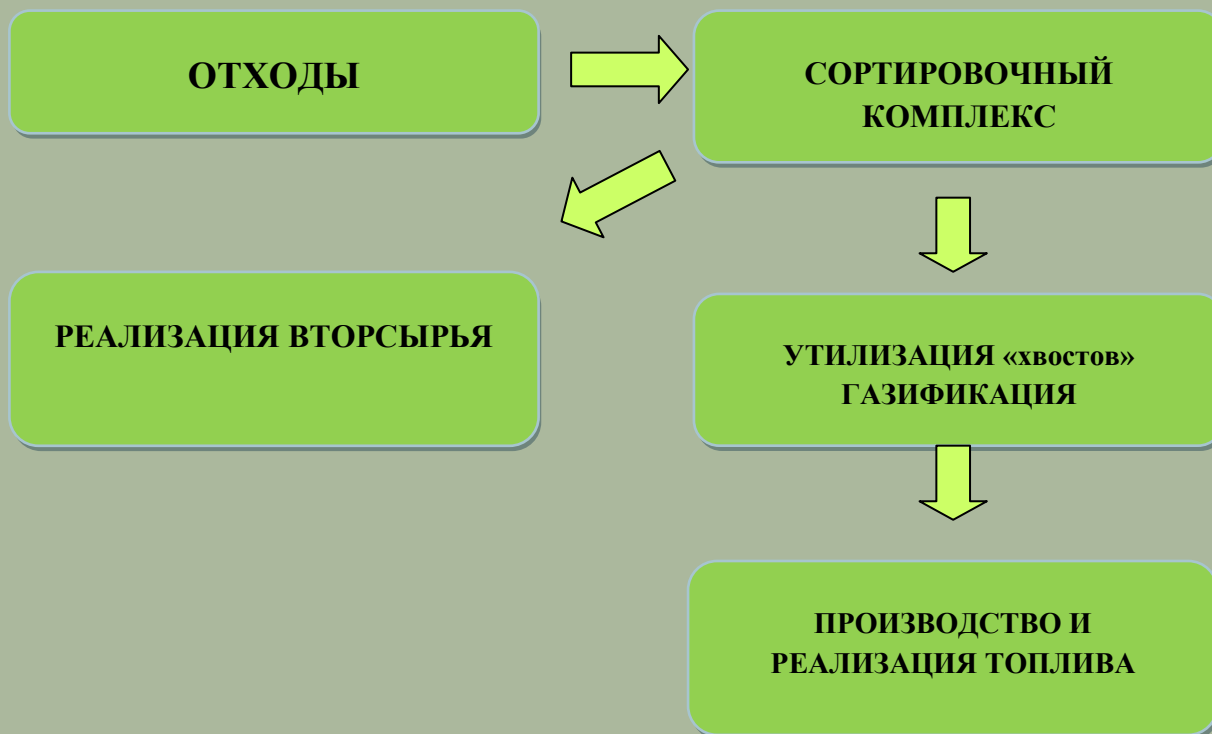 ОТХОДЫ
СОРТИРОВОЧНЫЙ
КОМПЛЕКС
РЕАЛИЗАЦИЯ ВТОРСЫРЬЯ
УТИЛИЗАЦИЯ «хвостов»
ГАЗИФИКАЦИЯ
ПРОИЗВОДСТВО И
РЕАЛИЗАЦИЯ ТОПЛИВА